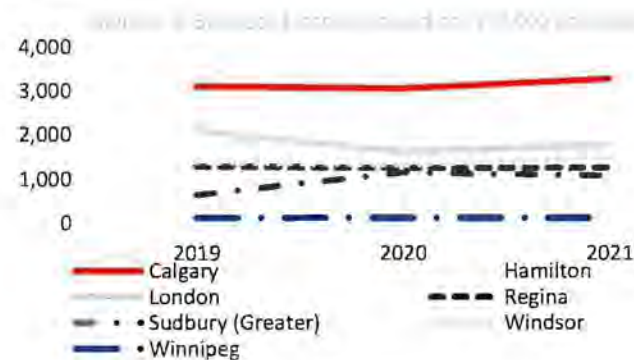 4,000
3,000
2,000
1,000
0
2019 2020 2021
Calgary Hamilton
London Regina
Sudbury (Greater) Windsor
Winnipeg